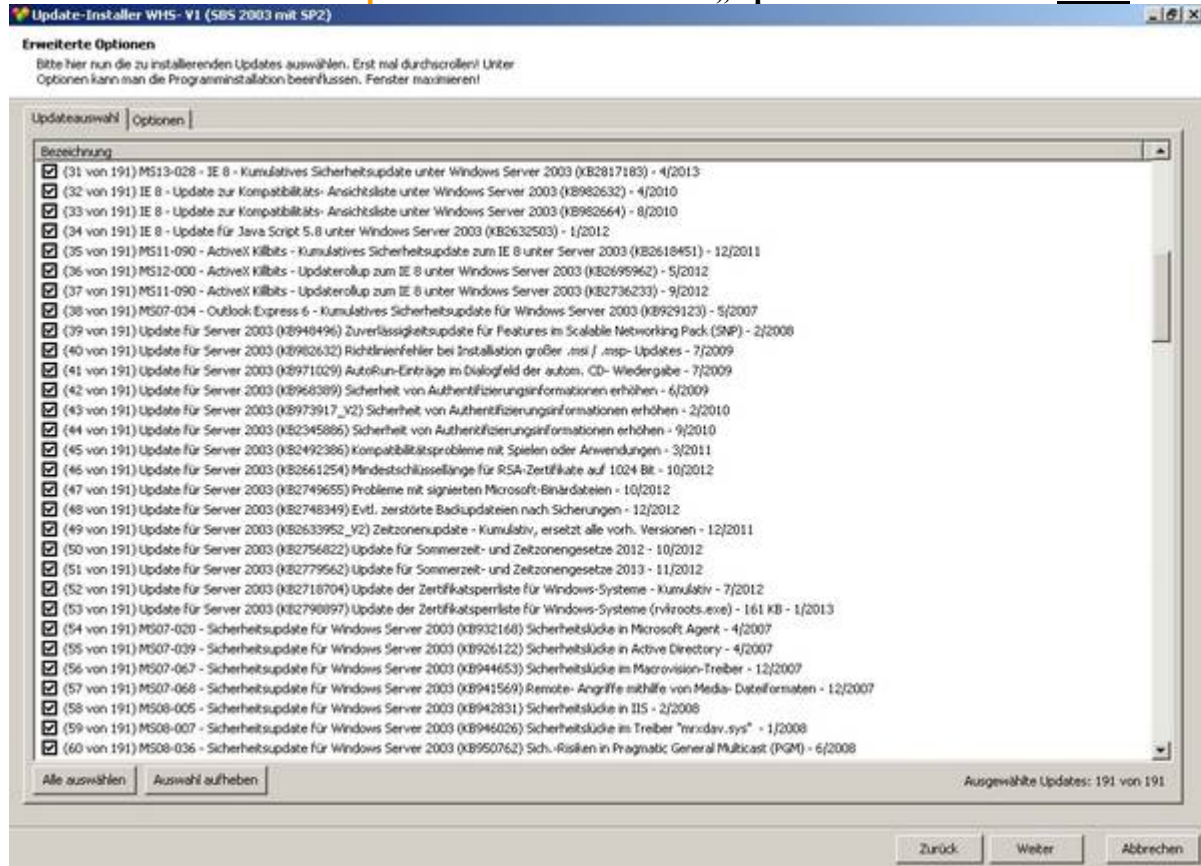 Update-Installer WHS- V1 (SBS 2003 mit SP2)
Erweiterte Optionen
Bitte hier nun die zu installierenden Updates auswählen. Erst mal durchscrollen! Unter
Optionen kann man die Programminstallation beeinflussen. Fenster maximieren!
Updateauswahl Optionen
Bezeichnung
(31 von 191) MS13-028 - IE 8 - Kumulatives Sicherheitsupdate unter Windows Server 2003 (KB2817183) - 4/2013
(32 von 191) IE 8 - Update zur Kompatibilitäts- Ansichtsliste unter Windows Server 2003 (KB982632) - 4/2010
(33 von 191) IE 8 - Update zur Kompatibilitäts- Ansichtsliste unter Windows Server 2003 (KB982664) - 8/2010
(34 von 191) IE 8 - Update für Java Script 5.8 unter Windows Server 2003 (KB2632503) - 1/2012
(35 von 191) MS11-090 - ActiveX Killbits - Kumulatives Sicherheitsupdate zum IE 8 unter Server 2003 (KB2618451) - 12/2011
(36 von 191) MS12-000 - ActiveX Killbits - Updaterollup zum IE 8 unter Windows Server 2003 (KB2695962) - 5/2012
(37 von 191) MS11-090 - ActiveX Killbits - Updaterollup zum IE 8 unter Windows Server 2003 (KB2736233) - 9/2012
(38 von 191) MS07-034 - Outlook Express 6 - Kumulatives Sicherheitsupdate für Windows Server 2003 (KB929123) - 5/2007
(39 von 191) Update für Server 2003 (KB948496) Zuverlässigkeitsupdate für Features im Scalable Networking Pack (SNP) - 2/2008
(40 von 191) Update für Server 2003 (KB982632) Richtlinienfehler bei Installation großer .msi / .msp- Updates - 7/2009
(41 von 191) Update für Server 2003 (KB971029) AutoRun-Einträge im Dialogfeld der autom. CD- Wiedergabe - 7/2009
(42 von 191) Update für Server 2003 (KB968389) Sicherheit von Authentifizierungsinformationen erhöhen - 6/2009
(43 von 191) Update für Server 2003 (KB973917_V2) Sicherheit von Authentifizierungsinformationen erhöhen - 2/2010
(44 von 191) Update für Server 2003 (KB2345886) Sicherheit von Authentifizierungsinformationen erhöhen - 9/2010
(45 von 191) Update für Server 2003 (KB2492386) Kompatibilitätsprobleme mit Spielen oder Anwendungen - 3/2011
(46 von 191) Update für Server 2003 (KB2661254) Mindestschlüssellänge für RSA-Zertifikate auf 1024 Bit - 10/2012
(47 von 191) Update für Server 2003 (KB2749655) Probleme mit signierten Microsoft-Binärdateien - 10/2012
(48 von 191) Update für Server 2003 (KB2748349) Evtl. zerstörte Backupdateien nach Sicherungen - 12/2012
(49 von 191) Update für Server 2003 (KB2633952_V2) Zeitzonenupdate - Kumulativ, ersetzt alle vorh. Versionen - 12/2011
(50 von 191) Update für Server 2003 (KB2756822) Update für Sommerzeit- und Zeitzonengesetze 2012 - 10/2012
(51 von 191) Update für Server 2003 (KB2779562) Update für Sommerzeit- und Zeitzonengesetze 2013 - 11/2012
(52 von 191) Update für Server 2003 (KB2718704) Update der Zertifikatsperrliste für Windows-Systeme - Kumulativ - 7/2012
(53 von 191) Update für Server 2003 (KB2798897) Update der Zertifikatsperrliste für Windows-Systeme (rvkroots.exe) - 161 KB - 1/2013
(54 von 191) MS07-020 - Sicherheitsupdate für Windows Server 2003 (KB932168) Sicherheitslücke in Microsoft Agent - 4/2007
(55 von 191) MS07-039 - Sicherheitsupdate für Windows Server 2003 (KB926122) Sicherheitslücke in Active Directory - 4/2007
(56 von 191) MS07-067 - Sicherheitsupdate für Windows Server 2003 (KB944653) Sicherheitslücke im Macrovision-Treiber - 12/2007
(57 von 191) MS07-068 - Sicherheitsupdate für Windows Server 2003 (KB941569) Remote- Angriffe mithilfe von Media- Dateiformaten - 12/2007
(58 von 191) MS08-005 - Sicherheitsupdate für Windows Server 2003 (KB942831) Sicherheitslücke in IIS - 2/2008
(59 von 191) MS08-007 - Sicherheitsupdate für Windows Server 2003 (KB946026) Sicherheitslücke im Treiber "mrxdav.sys" - 1/2008
(60 von 191) MS08-036 - Sicherheitsupdate für Windows Server 2003 (KB950762) Sich.-Risiken in Pragmatic General Multicast (PGM) - 6/2008
Alle auswählen Auswahl aufheben Ausgewählte Updates: 191 von 191
Zurück Weiter Abbrechen